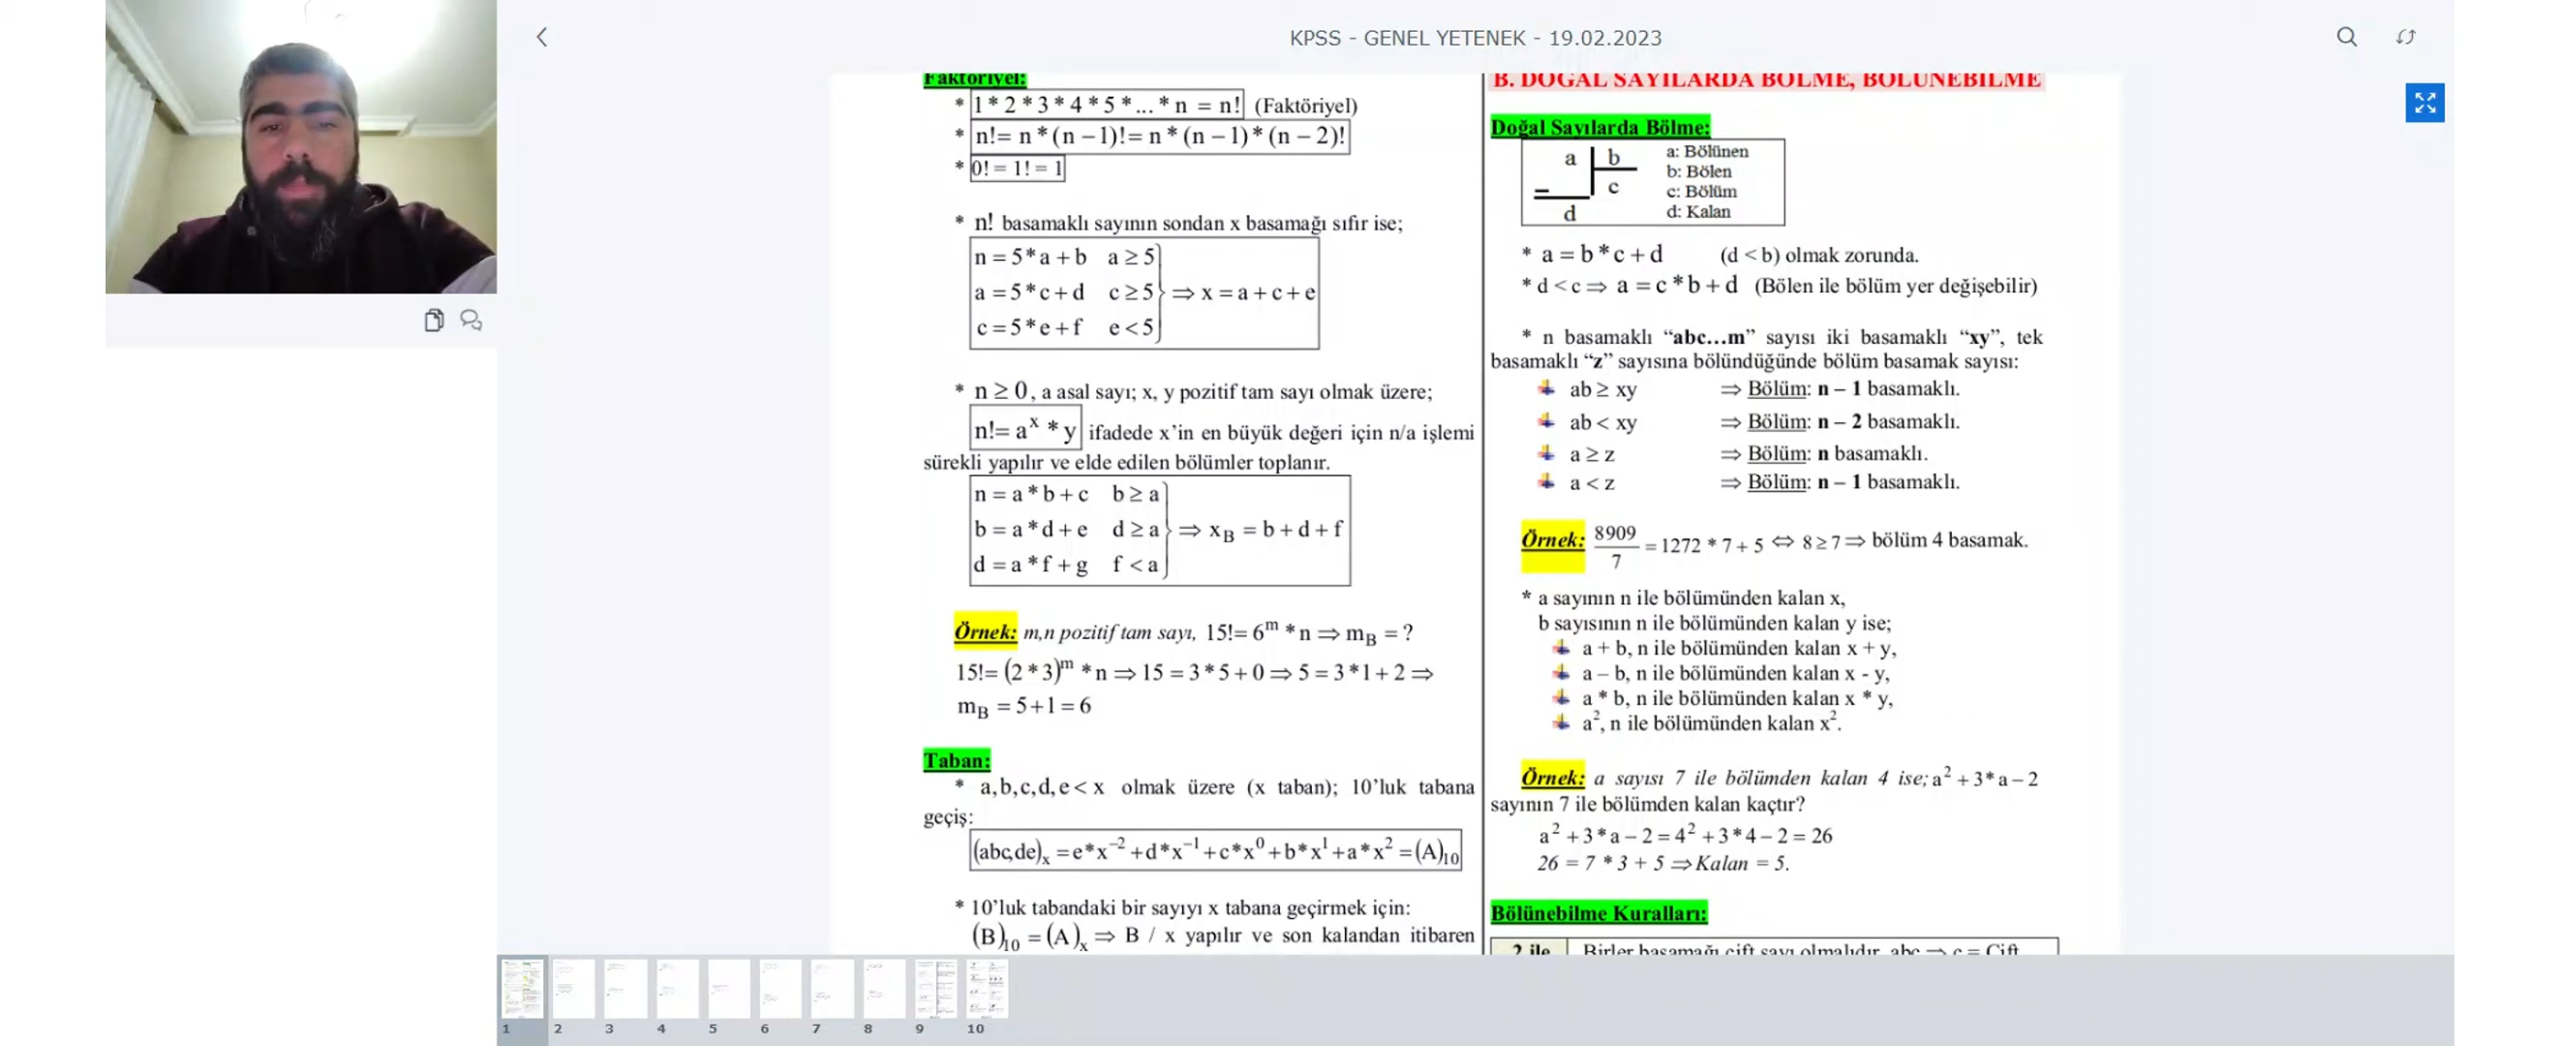 KPSS - GENEL YETENEK - 19.02.2023
Faktöriyel:
* 1 * 2 * 3 * 4 * 5 * ... * n = n! (Faktöriyel)
* n! = n * (n – 1)! = n * (n – 1) * (n – 2)!
* 0! = 1! = 1
* n! basamaklı sayının sondan x basamağı sıfır ise;
n = 5 * a + b a ≥ 5
a = 5 * c + d c ≥ 5 } ⇒ x = a + c + e
c = 5 * e + f e < 5
* n ≥ 0, a asal sayı; x, y pozitif tam sayı olmak üzere;
n! = a^x * y ifadede x’in en büyük değeri için n/a işlemi
sürekli yapılır ve elde edilen bölümler toplanır.
n = a * b + c b ≥ a
b = a * d + e d ≥ a } ⇒ x_B = b + d + f
d = a * f + g f < a
Örnek: m,n pozitif tam sayı, 15! = 6^m * n ⇒ m_B = ?
15! = (2 * 3)^m * n ⇒ 15 = 3 * 5 + 0 ⇒ 5 = 3 * 1 + 2 ⇒
m_B = 5 + 1 = 6
Taban:
* a,b,c,d,e < x olmak üzere (x taban); 10’luk tabana
geçiş:
(abc,de)_x = e*x^-2 + d*x^-1 + c*x^0 + b*x^1 + a*x^2 = (A)_10
* 10’luk tabandaki bir sayıyı x tabana geçirmek için:
(B)_10 = (A)_x ⇒ B / x yapılır ve son kalandan itibaren
B. DOĞAL SAYILARDA BÖLME, BÖLÜNEBİLME
Doğal Sayılarda Bölme:
a b a: Bölünen
b: Bölen
– c c: Bölüm
d d: Kalan
* a = b * c + d (d < b) olmak zorunda.
* d < c ⇒ a = c * b + d (Bölen ile bölüm yer değişebilir)
* n basamaklı “abc...m” sayısı iki basamaklı “xy”, tek
basamaklı “z” sayısına bölündüğünde bölüm basamak sayısı:
ab ≥ xy ⇒ Bölüm: n – 1 basamaklı.
ab < xy ⇒ Bölüm: n – 2 basamaklı.
a ≥ z ⇒ Bölüm: n basamaklı.
a < z ⇒ Bölüm: n – 1 basamaklı.
Örnek: 8909/7 = 1272 * 7 + 5 ⇔ 8 ≥ 7 ⇒ bölüm 4 basamak.
* a sayının n ile bölümünden kalan x,
b sayısının n ile bölümünden kalan y ise;
a + b, n ile bölümünden kalan x + y,
a – b, n ile bölümünden kalan x - y,
a * b, n ile bölümünden kalan x * y,
a², n ile bölümünden kalan x².
Örnek: a sayısı 7 ile bölümden kalan 4 ise; a² + 3 * a – 2
sayının 7 ile bölümden kalan kaçtır?
a² + 3 * a – 2 = 4² + 3 * 4 – 2 = 26
26 = 7 * 3 + 5 ⇒ Kalan = 5.
Bölünebilme Kuralları:
2 ile Birler basamağı çift sayı olmalıdır. abc ⇒ c = Çift
1 2 3 4 5 6 7 8 9 10